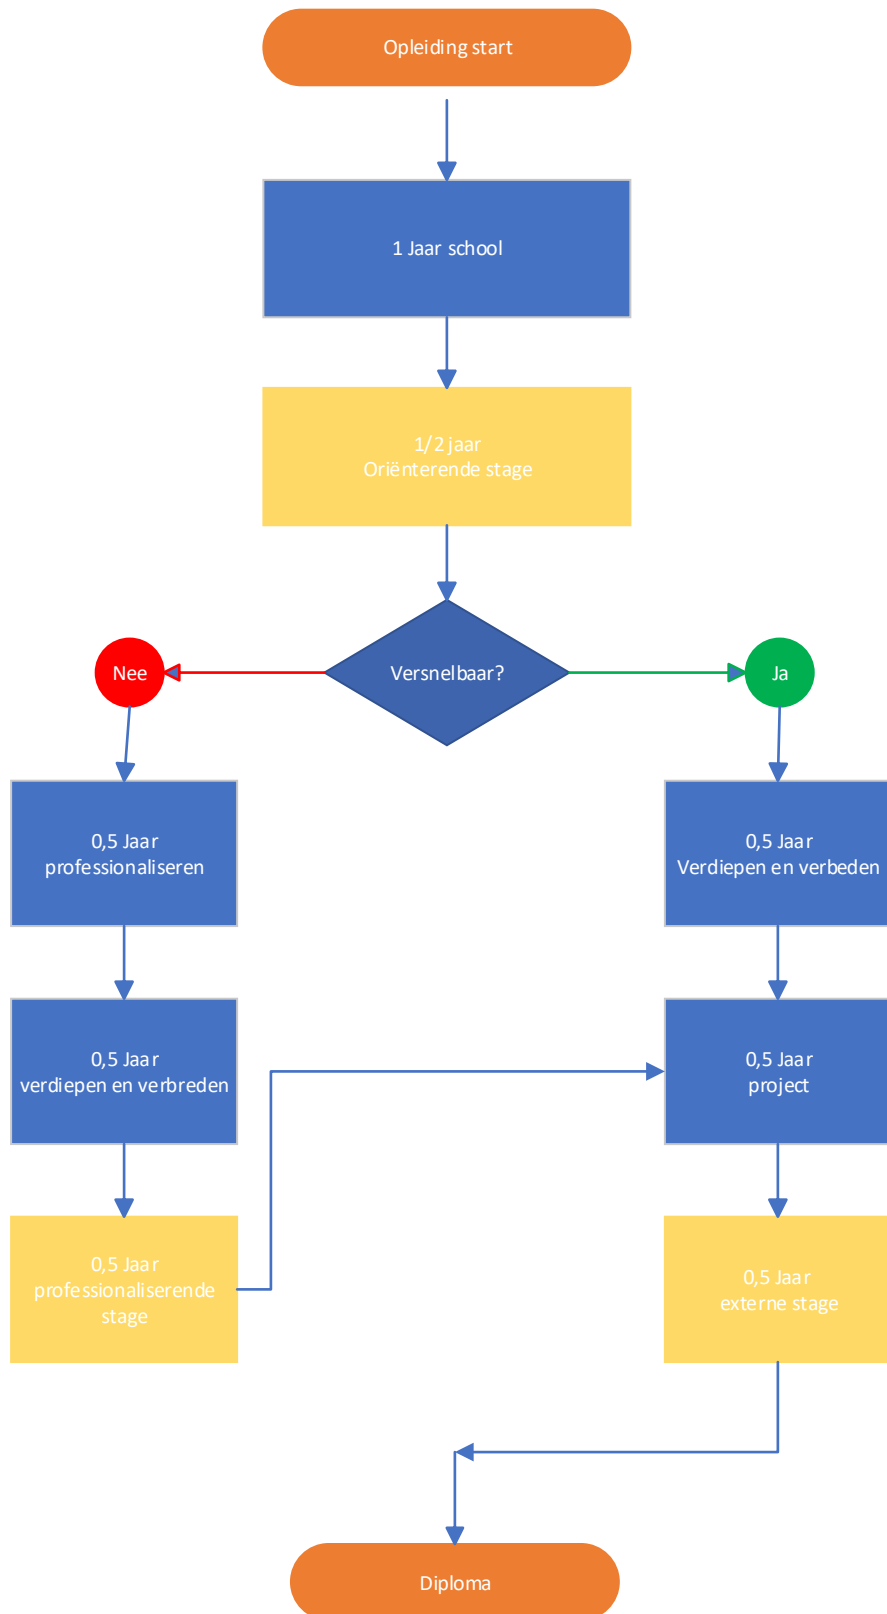 Opleiding start
1 Jaar school
1/2 jaar
Oriënterende stage
Versnelbaar?
Nee
Ja
0,5 Jaar
professionaliseren
0,5 Jaar
Verdiepen en verbeden
0,5 Jaar
verdiepen en verbreden
0,5 Jaar
project
0,5 Jaar
professionaliserende
stage
0,5 Jaar
externe stage
Diploma